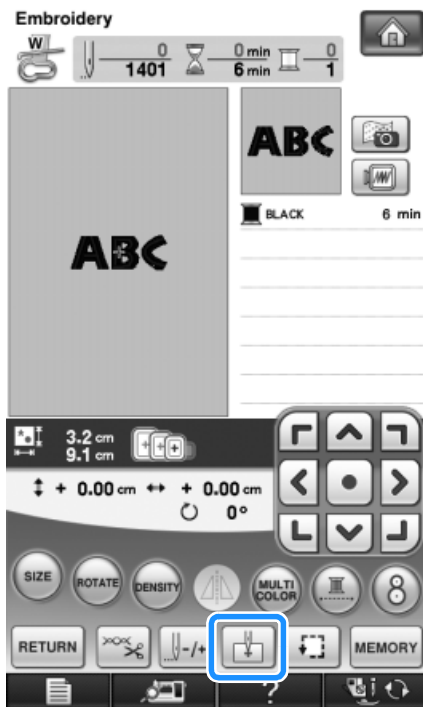 Embroidery
W
0
1401
0 min
6 min
0
1
ABC
BLACK 6 min
ABC
3.2 cm
9.1 cm
+ 0.00 cm + 0.00 cm
0°
SIZE
ROTATE
DENSITY
MULTI
COLOR
8
RETURN
-/+
MEMORY
?